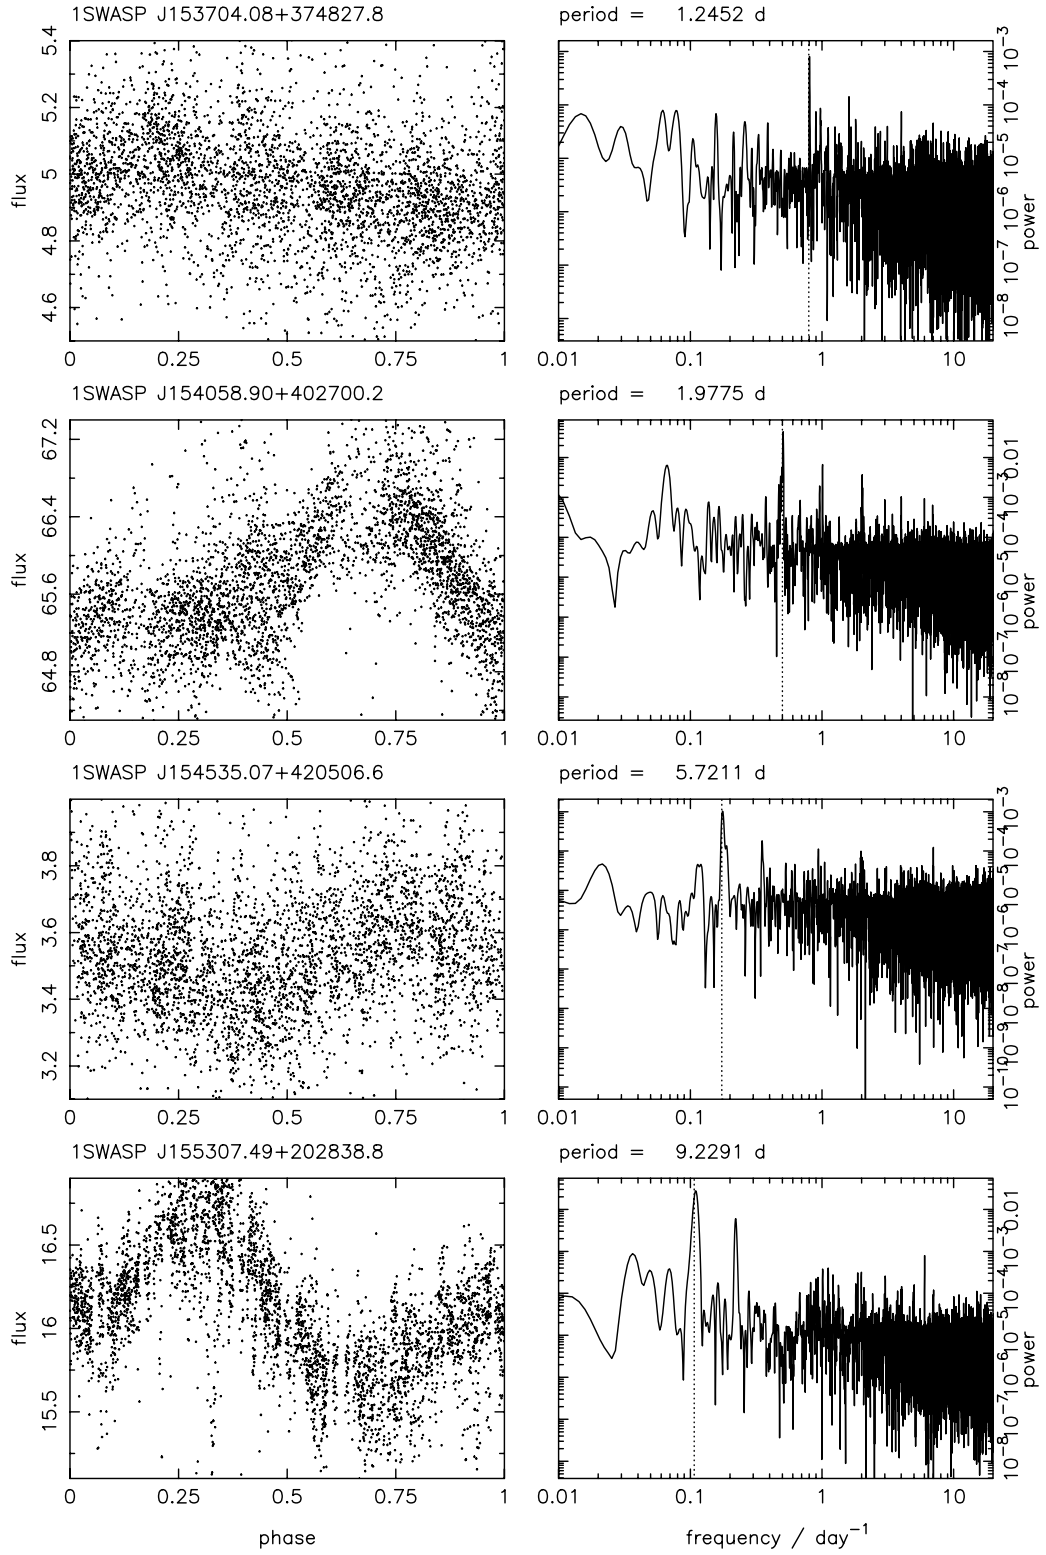 1SWASP J153704.08+374827.8 period = 1.2452 d
5.4
5.2
5
4.8
4.6
flux
0 0.25 0.5 0.75 1
10⁻³
10⁻⁴
10⁻⁵
10⁻⁶
10⁻⁷
10⁻⁸
power
0.01 0.1 1 10
1SWASP J154058.90+402700.2 period = 1.9775 d
67.2
66.4
65.6
64.8
flux
0 0.25 0.5 0.75 1
0.01
10⁻³
10⁻⁴
10⁻⁵
10⁻⁶
10⁻⁷
10⁻⁸
power
0.01 0.1 1 10
1SWASP J154535.07+420506.6 period = 5.7211 d
3.8
3.6
3.4
3.2
flux
0 0.25 0.5 0.75 1
10⁻³
10⁻⁴
10⁻⁵
10⁻⁶
10⁻⁷
10⁻⁸
10⁻⁹
10⁻¹⁰
power
0.01 0.1 1 10
1SWASP J155307.49+202838.8 period = 9.2291 d
16.5
16
15.5
flux
0 0.25 0.5 0.75 1
phase
0.01
10⁻³
10⁻⁴
10⁻⁵
10⁻⁶
10⁻⁷
10⁻⁸
power
0.01 0.1 1 10
frequency / day⁻¹